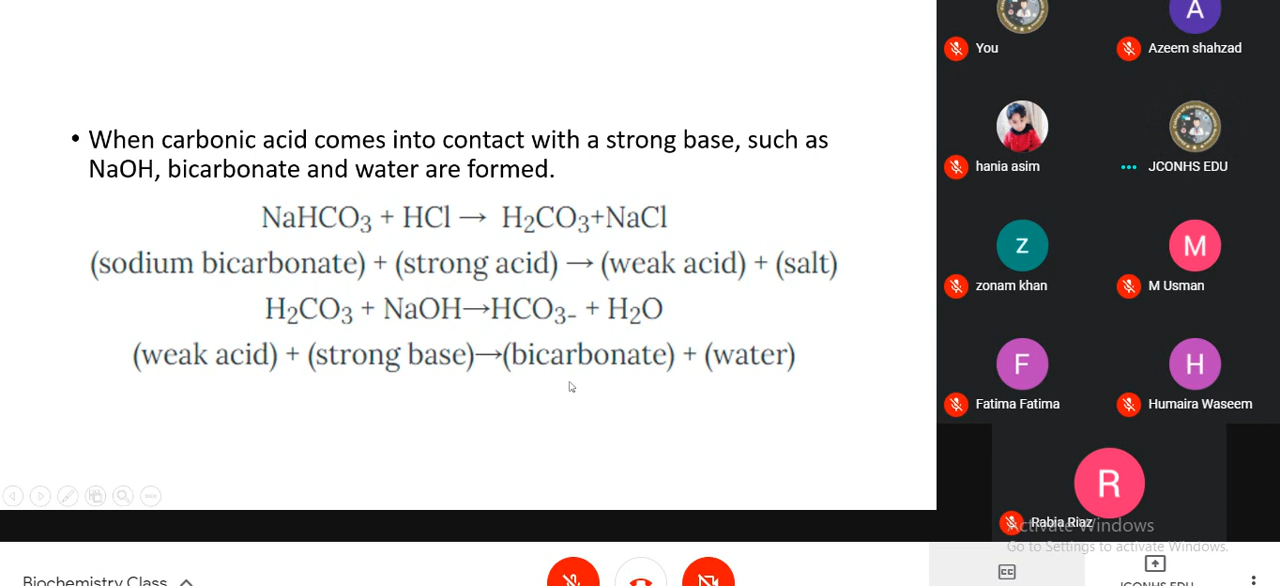 • When carbonic acid comes into contact with a strong base, such as
NaOH, bicarbonate and water are formed.
NaHCO₃ + HCl → H₂CO₃+NaCl
(sodium bicarbonate) + (strong acid) → (weak acid) + (salt)
H₂CO₃ + NaOH→HCO₃₋ + H₂O
(weak acid) + (strong base)→(bicarbonate) + (water)
A
You
Azeem shahzad
hania asim
JCONHS EDU
z
M
zonam khan
M Usman
F
H
Fatima Fatima
Humaira Waseem
R
Rabia Riaz
Activate Windows
Go to Settings to activate Windows.
Biochemistry Class
CC
JCONHS EDU